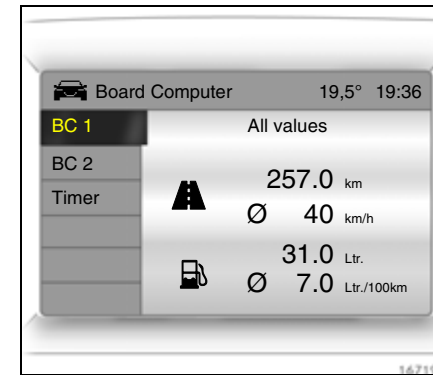 Board Computer 19,5° 19:36
BC 1 All values
BC 2
Timer
257.0 km
Ø 40 km/h
31.0 Ltr.
Ø 7.0 Ltr./100km